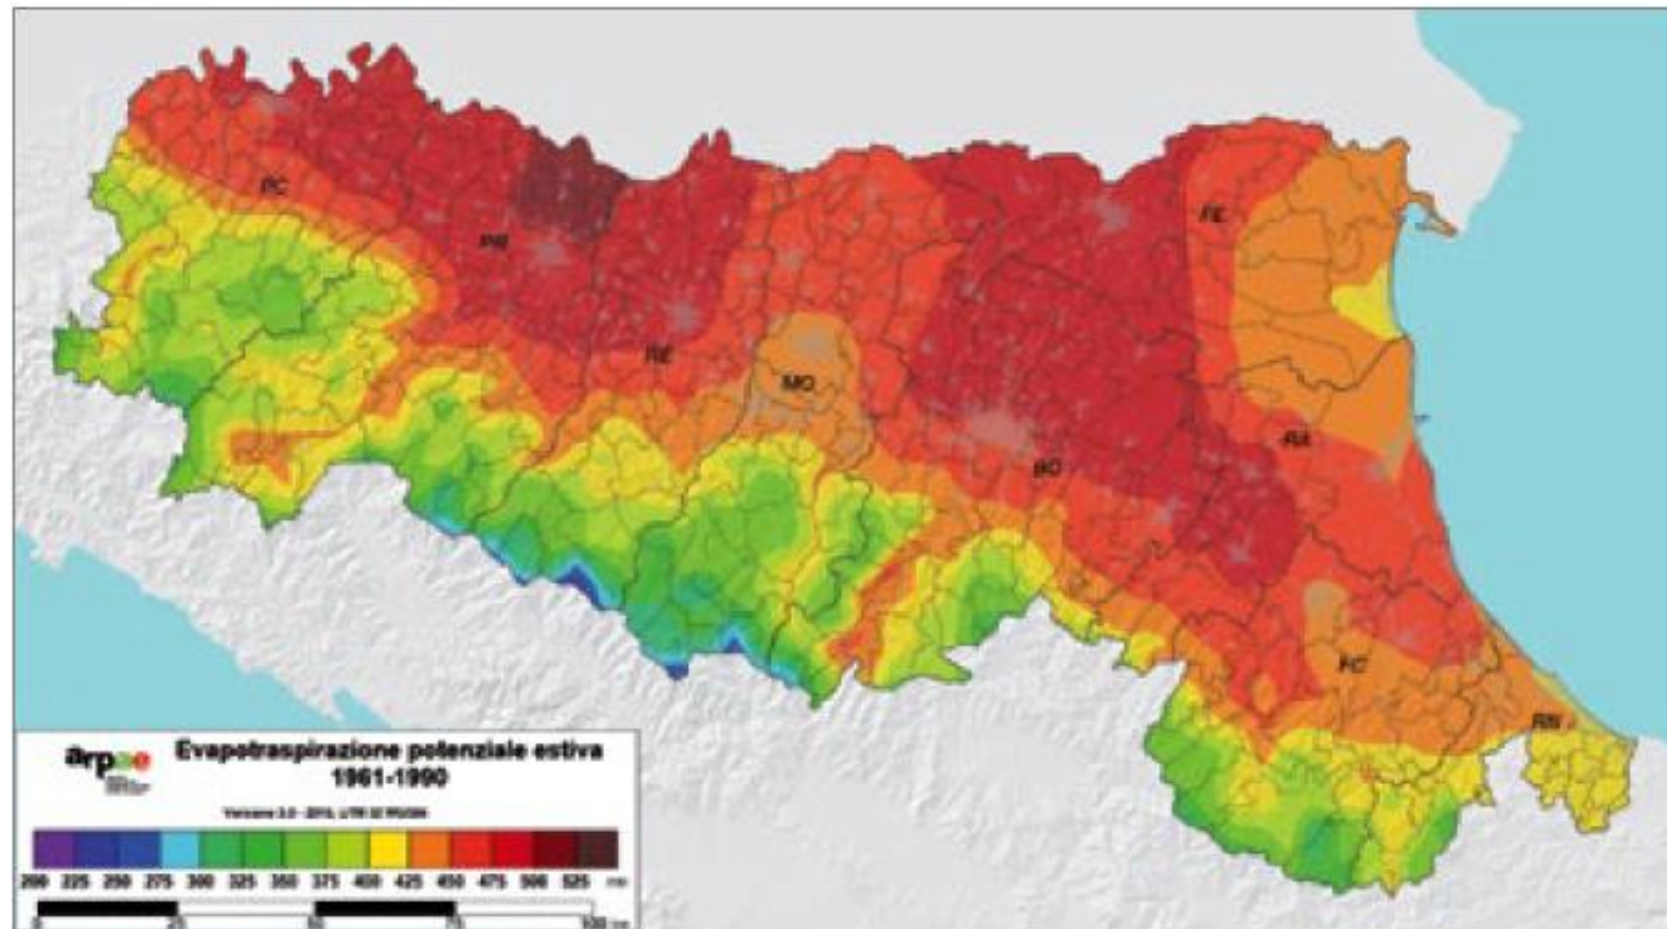 PC
PR
RE
MO
BO
FE
RA
FC
RN
arpae
Evapotraspirazione potenziale estiva
1961-1990
200 225 250 275 300 325 350 375 400 425 450 475 500 525